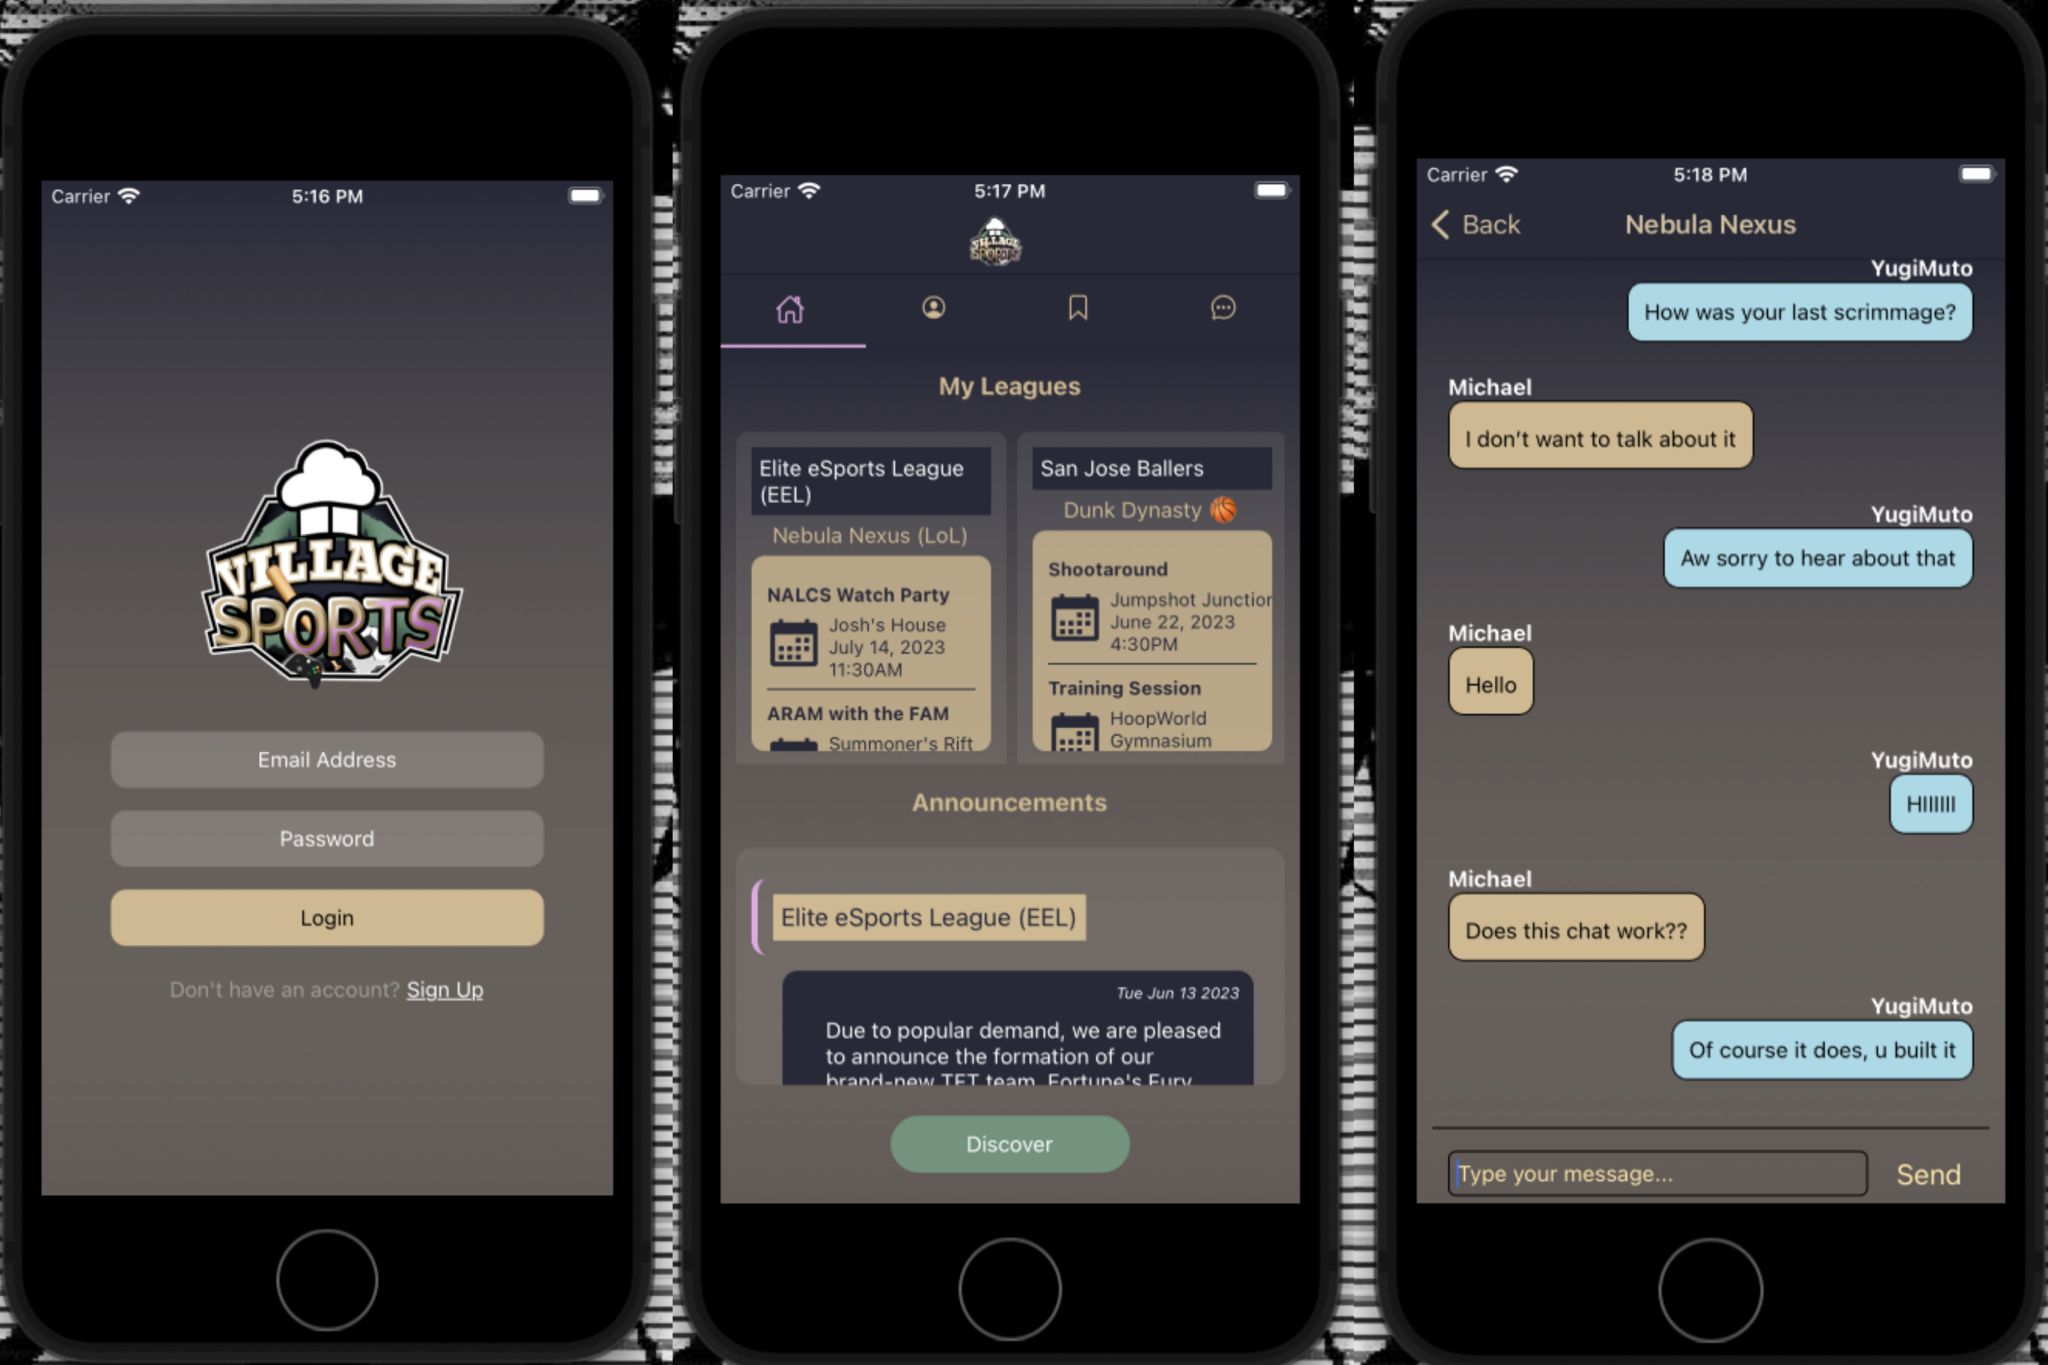 Carrier
5:16 PM
VILLAGE
SPORTS
Email Address
Password
Login
Don't have an account? Sign Up
Carrier
5:17 PM
VILLAGE
SPORTS
My Leagues
Elite eSports League
(EEL)
Nebula Nexus (LoL)
NALCS Watch Party
Josh's House
July 14, 2023
11:30AM
ARAM with the FAM
Summoner's Rift
San Jose Ballers
Dunk Dynasty 🏀
Shootaround
Jumpshot Junction
June 22, 2023
4:30PM
Training Session
HoopWorld
Gymnasium
Announcements
Elite eSports League (EEL)
Tue Jun 13 2023
Due to popular demand, we are pleased
to announce the formation of our
brand-new TFT team, Fortune's Fury
Discover
Carrier
5:18 PM
Back
Nebula Nexus
YugiMuto
How was your last scrimmage?
Michael
I don't want to talk about it
YugiMuto
Aw sorry to hear about that
Michael
Hello
YugiMuto
HIIIIII
Michael
Does this chat work??
YugiMuto
Of course it does, u built it
Type your message...
Send